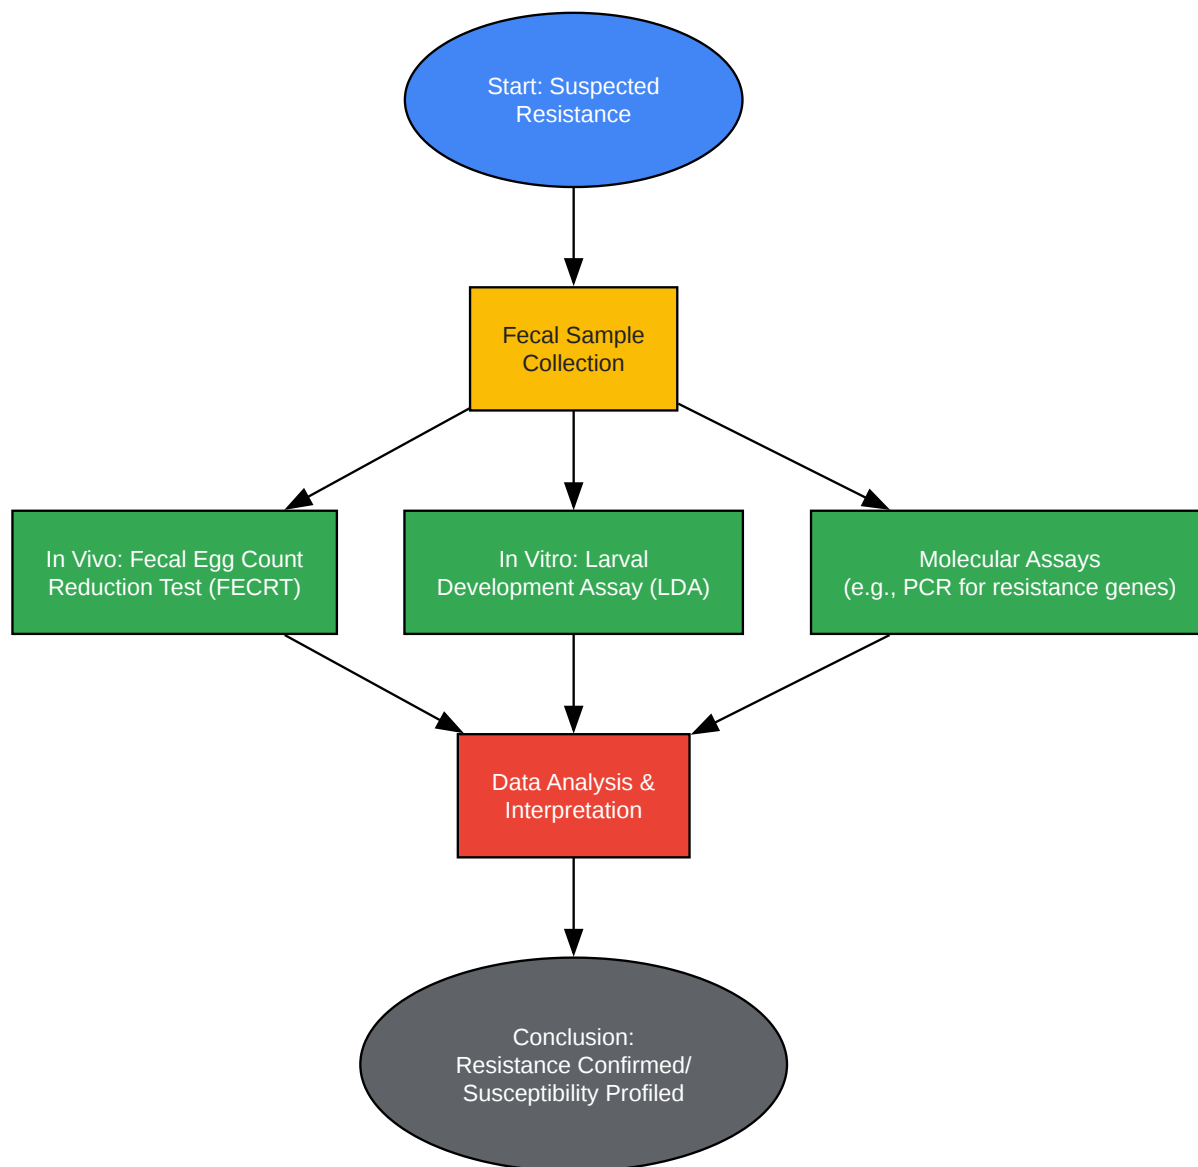 Start: Suspected
Resistance
Fecal Sample
Collection
In Vivo: Fecal Egg Count
Reduction Test (FECRT)
In Vitro: Larval
Development Assay (LDA)
Molecular Assays
(e.g., PCR for resistance genes)
Data Analysis &
Interpretation
Conclusion:
Resistance Confirmed/
Susceptibility Profiled